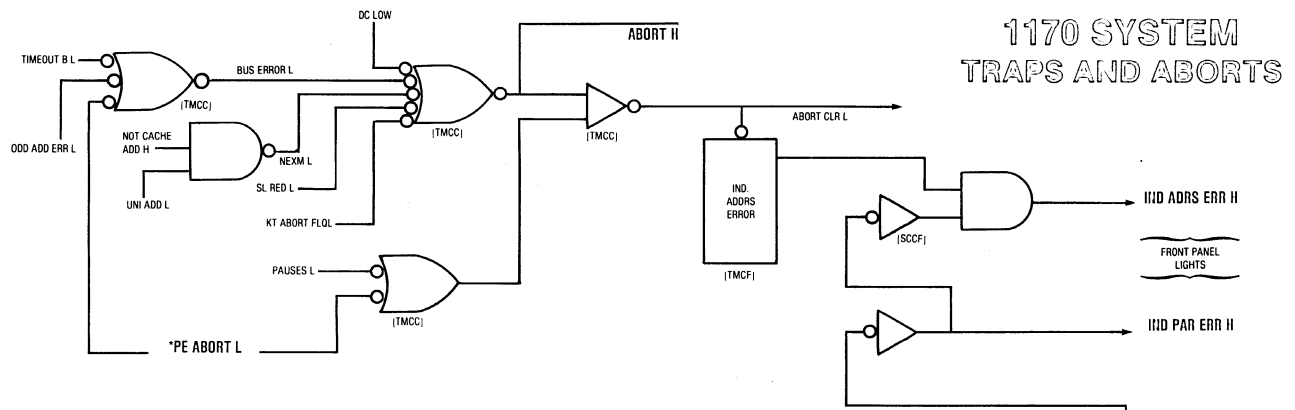 1170 SYSTEM
TRAPS AND ABORTS
DC LOW
ABORT H
TIMEOUT B L
BUS ERROR L
[TMCC]
ODD ADD ERR L
NOT CACHE
ADD H
NEXM L
UNI ADD L
SL RED L
KT ABORT FLQL
[TMCC]
[TMCC]
ABORT CLR L
IND.
ADDRS
ERROR
[TMCF]
[SCCF]
IND ADRS ERR H
FRONT PANEL
LIGHTS
PAUSES L
[TMCC]
*PE ABORT L
IND PAR ERR H